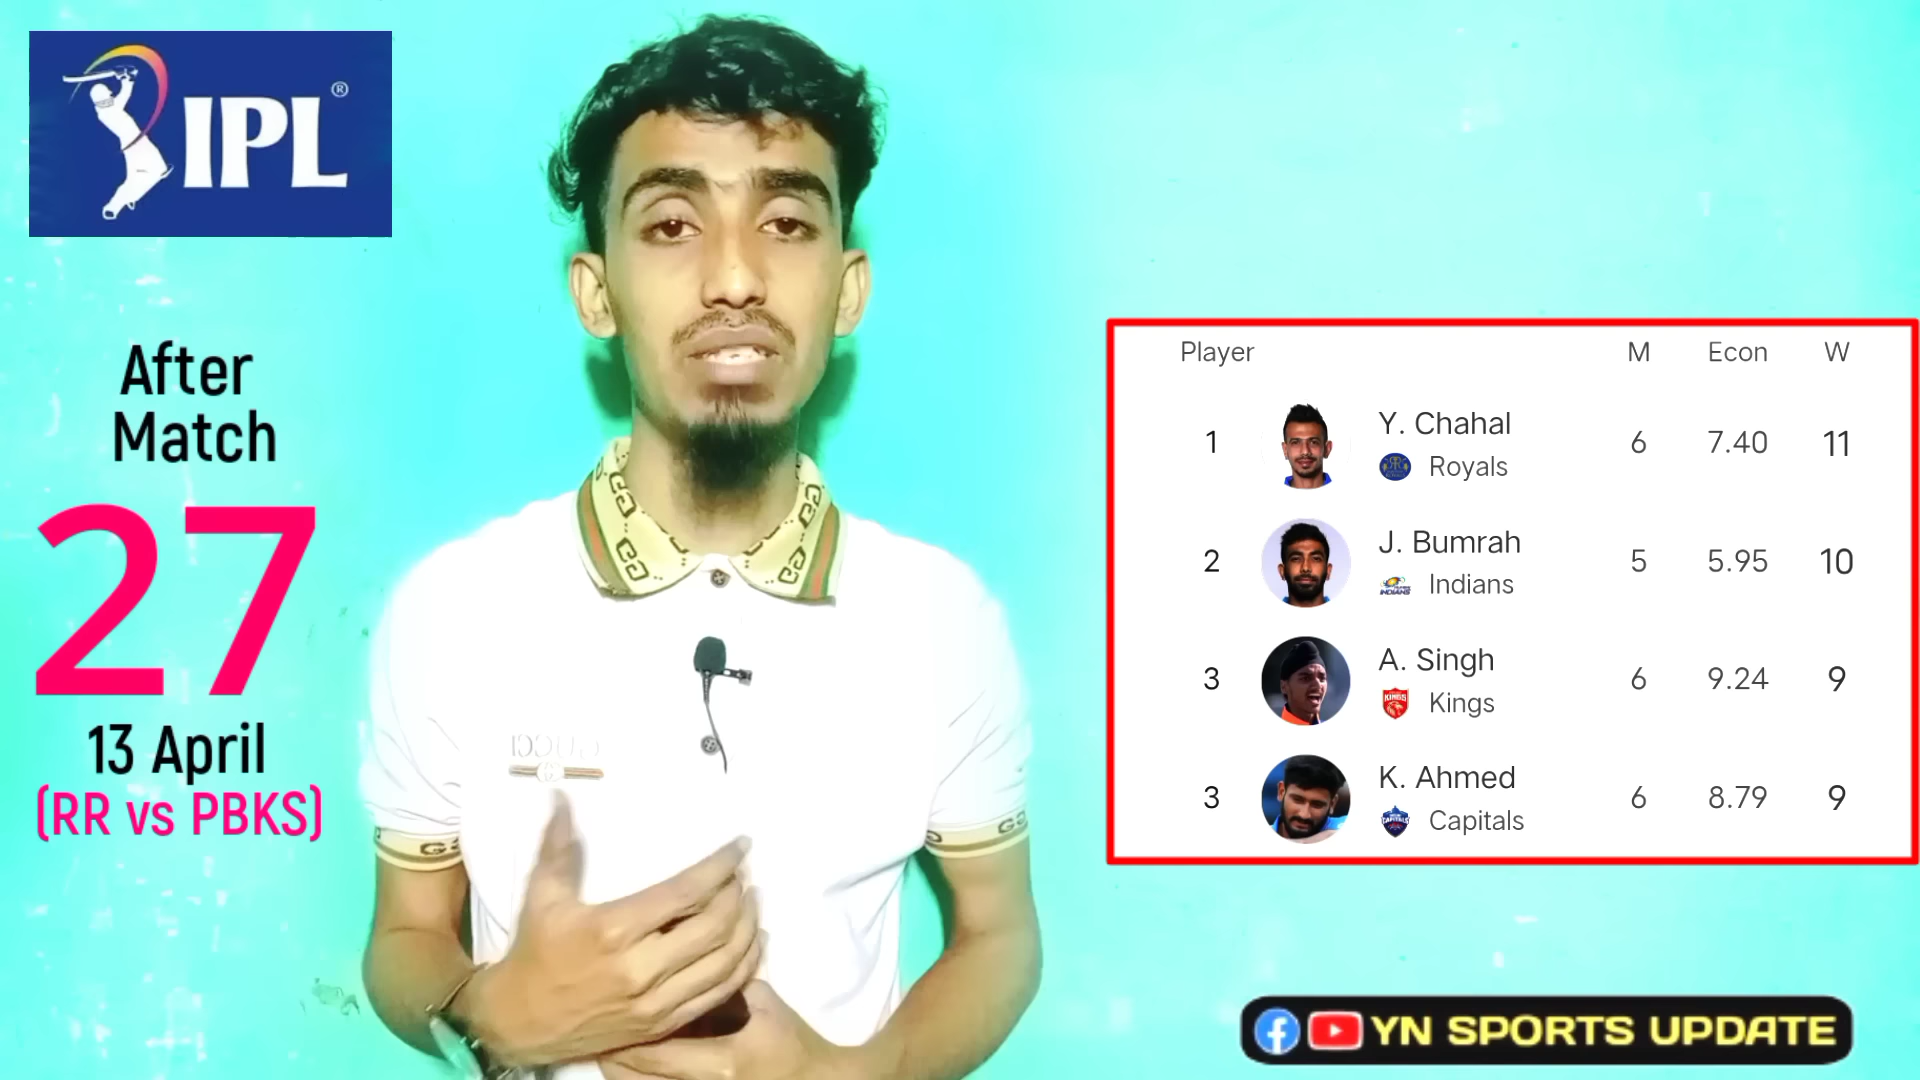 IPL®
After
Match
27
13 April
(RR vs PBKS)
Player M Econ W
1 Y. Chahal 6 7.40 11
Royals
2 J. Bumrah 5 5.95 10
Indians
3 A. Singh 6 9.24 9
Kings
3 K. Ahmed 6 8.79 9
Capitals
GUCCI
YN SPORTS UPDATE